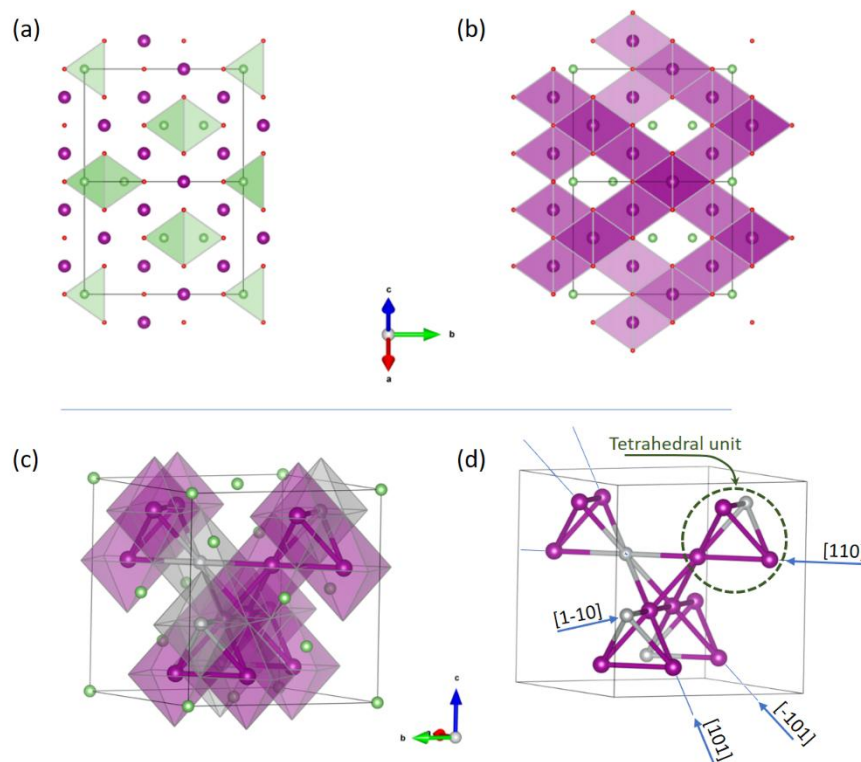 (a)
(b)
c
b
a
(c)
(d)
Tetrahedral unit
[110]
[1-10]
c
b
[101]
[-101]